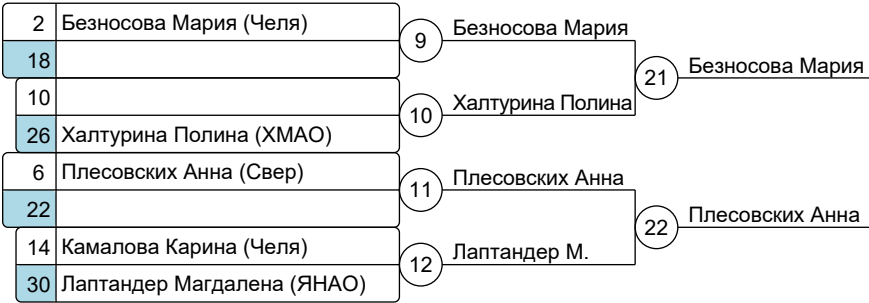 2 Безносова Мария (Челя)
18
10
26 Халтурина Полина (ХМАО)
6 Плесовских Анна (Свер)
22
14 Камалова Карина (Челя)
30 Лаптандер Магдалена (ЯНАО)
9 Безносова Мария
10 Халтурина Полина
11 Плесовских Анна
12 Лаптандер М.
21 Безносова Мария
22 Плесовских Анна